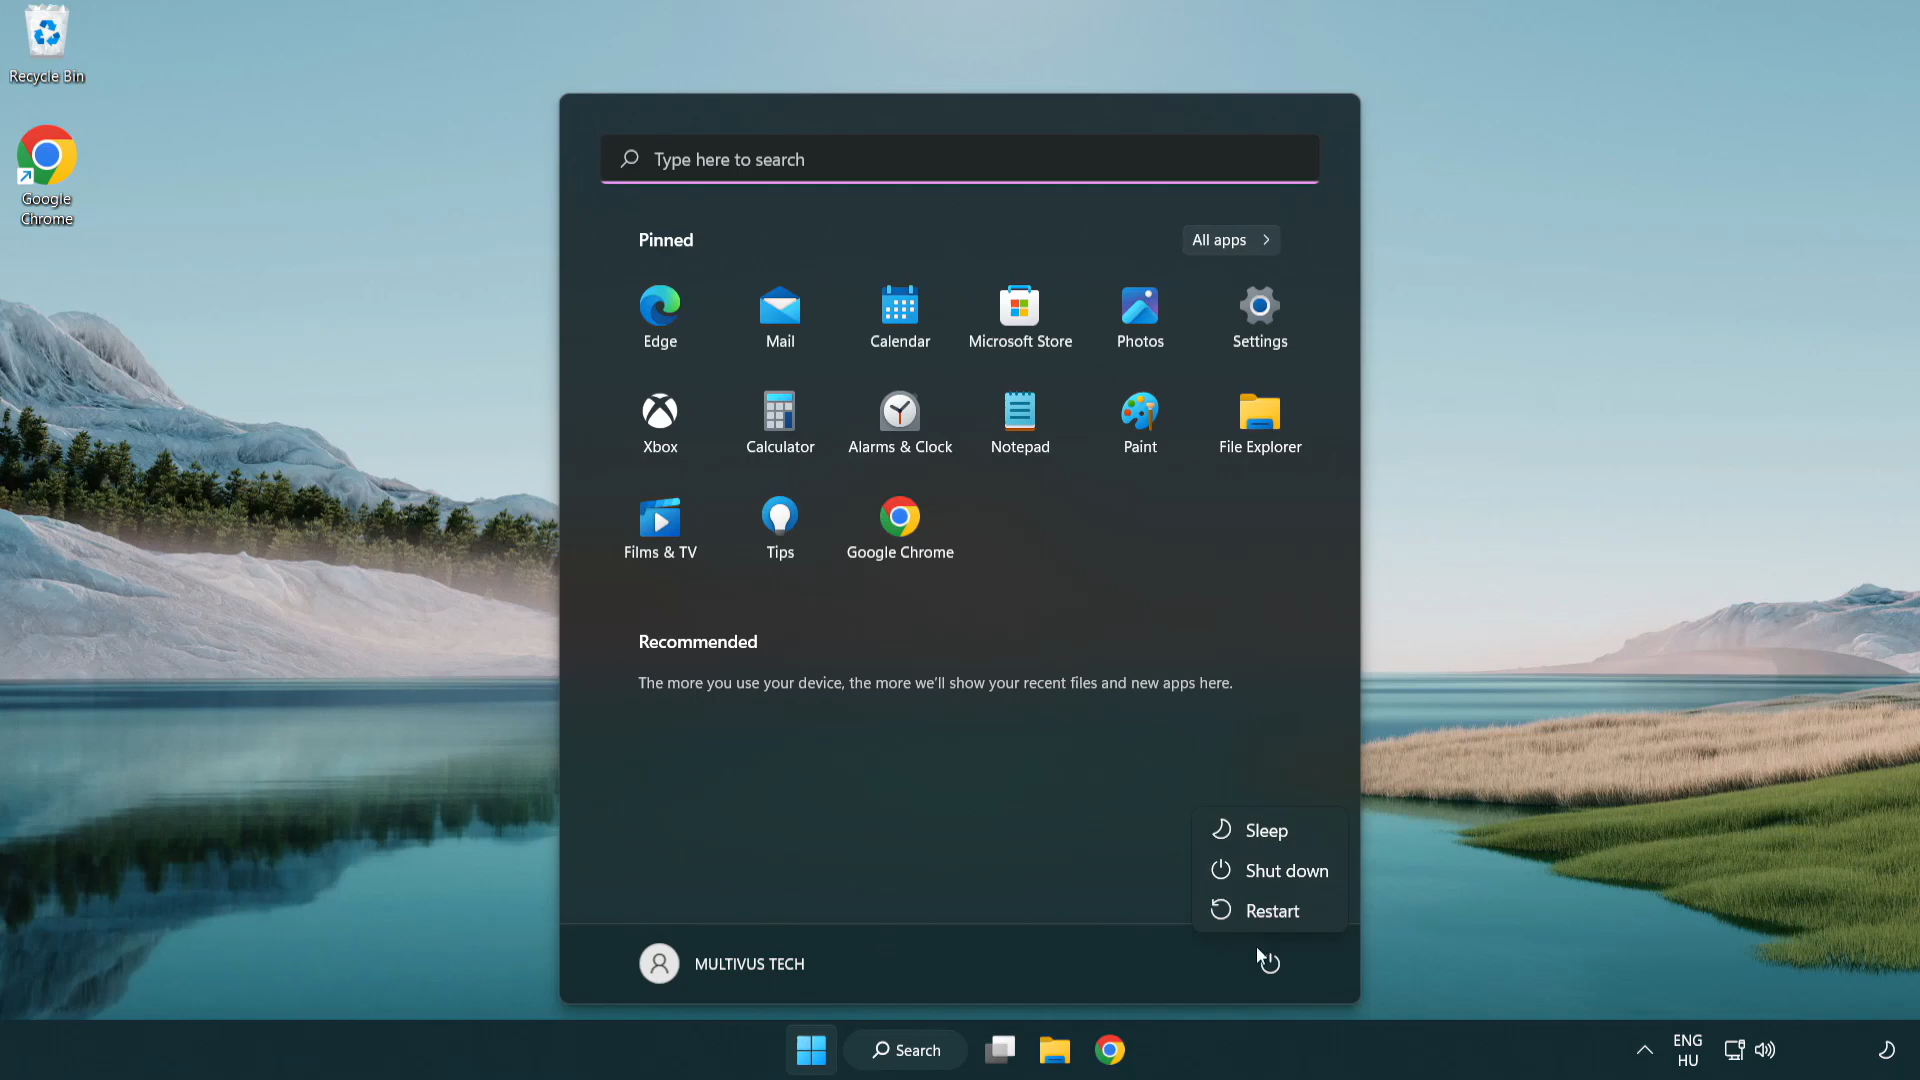 Recycle Bin
Google
Chrome
Type here to search
Pinned
All apps
Edge
Mail
Calendar
Microsoft Store
Photos
Settings
Xbox
Calculator
Alarms & Clock
Notepad
Paint
File Explorer
Films & TV
Tips
Google Chrome
Recommended
The more you use your device, the more we'll show your recent files and new apps here.
Sleep
Shut down
Restart
MULTIVUS TECH
Search
ENG
HU